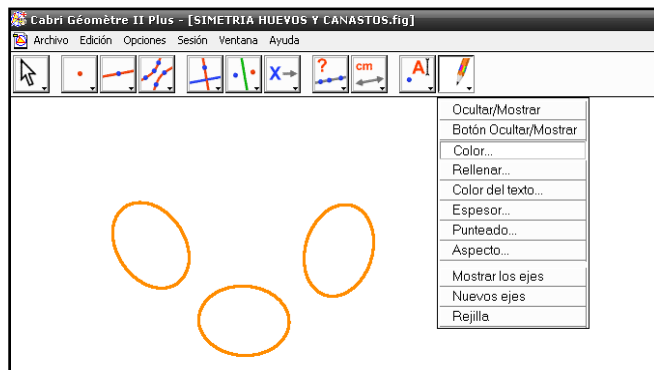 Cabri Géomètre II Plus - [SIMETRIA HUEVOS Y CANASTOS.fig]
Archivo Edición Opciones Sesión Ventana Ayuda
X ? cm A
Ocultar/Mostrar
Botón Ocultar/Mostrar
Color...
Rellenar...
Color del texto...
Espesor...
Punteado...
Aspecto...
Mostrar los ejes
Nuevos ejes
Rejilla